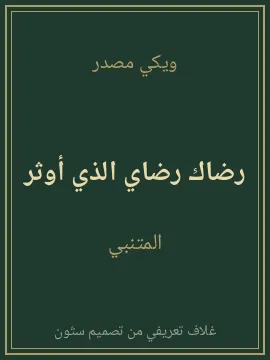 ويكي مصدر
رضاك رضاي الذي أوثر
المتنبي
غلاف تعريفي من تصميم سثون